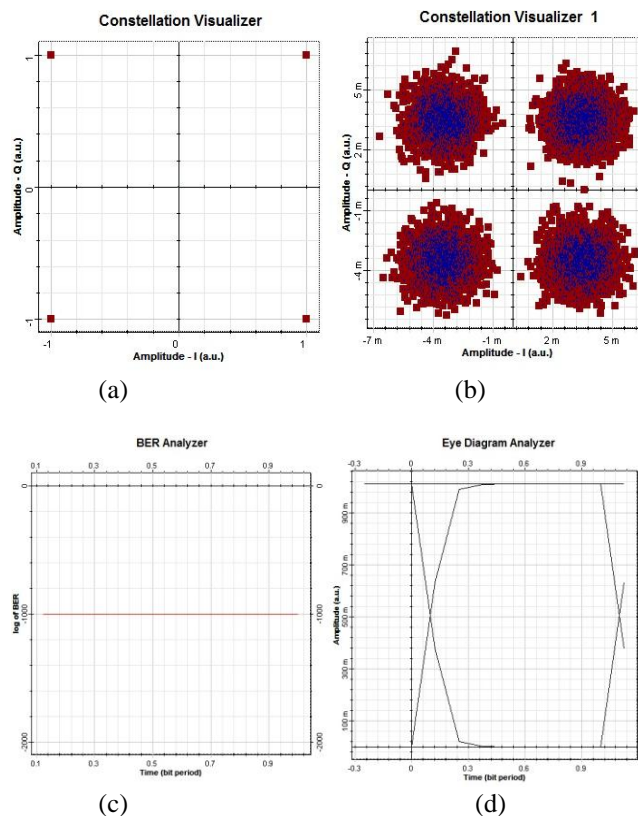 Constellation Visualizer
Amplitude - Q (a.u.)
1
0
-1
-1
0
1
Amplitude - I (a.u.)
(a)
Constellation Visualizer 1
Amplitude - Q (a.u.)
5 m
2 m
-1 m
-4 m
-7 m
-4 m
-1 m
2 m
5 m
Amplitude - I (a.u.)
(b)
BER Analyzer
0.1 0.3 0.5 0.7 0.9
log of BER
0
-1000
-2000
0
-1000
-2000
0.1 0.3 0.5 0.7 0.9
Time (bit period)
(c)
Eye Diagram Analyzer
-0.3 0 0.3 0.6 0.9
Amplitude (a.u.)
900 m
700 m
500 m
300 m
100 m
-0.3 0 0.3 0.6 0.9
Time (bit period)
(d)